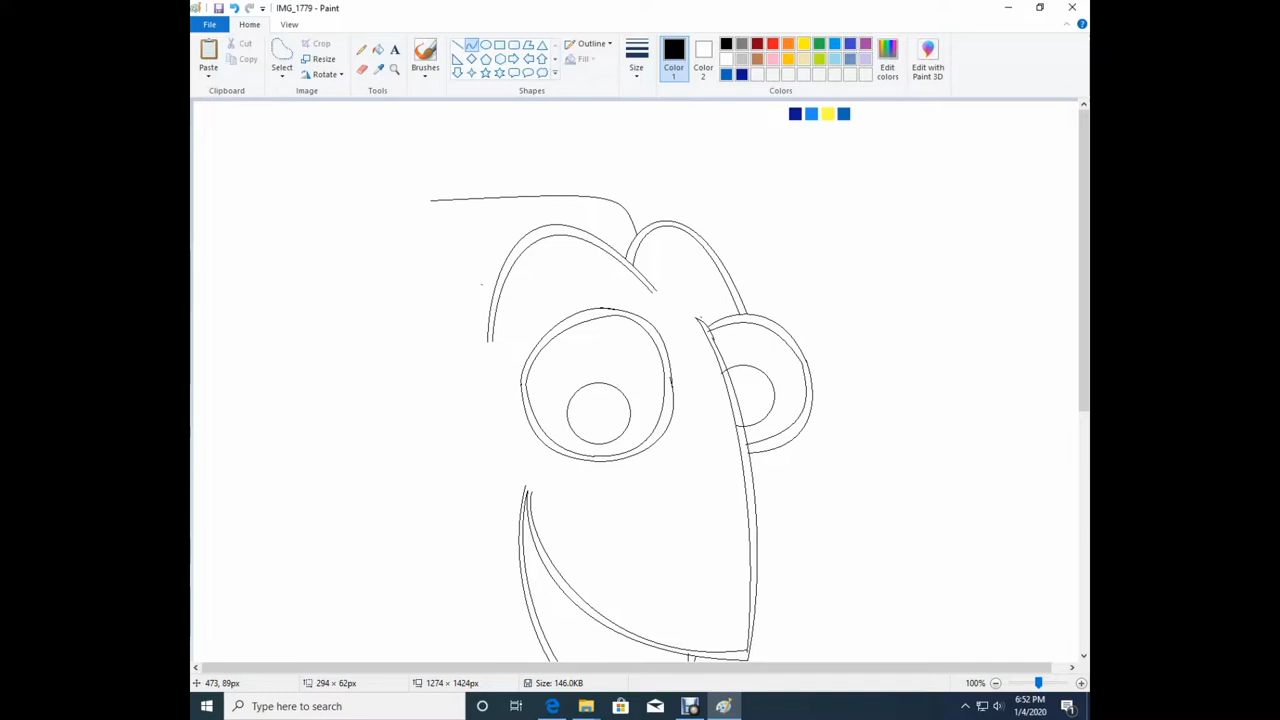 IMG_1779 - Paint
File Home View
Paste
Cut
Copy
Clipboard
Select
Crop
Resize
Rotate
Image
A
Tools
Brushes
Outline
Fill
Shapes
Size
Color 1
Color 2
Edit colors
Colors
Edit with Paint 3D
473, 89px 294 × 62px 1274 × 1424px Size: 146.0KB 100%
Type here to search
6:52 PM
1/4/2020
1